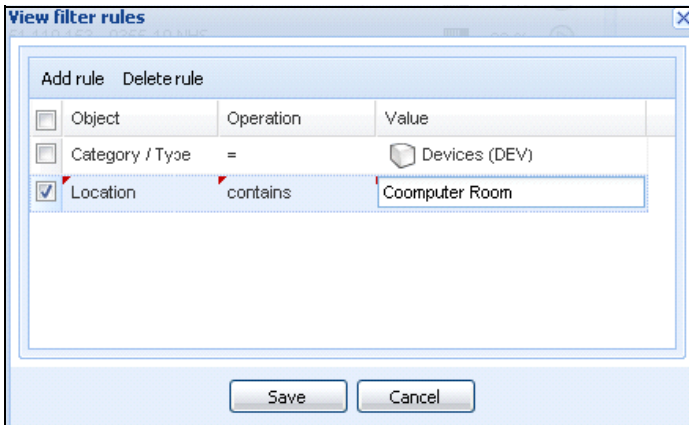 View filter rules
Add rule Delete rule
Object Operation Value
Category / Type = Devices (DEV)
Location contains Coomputer Room
Save Cancel